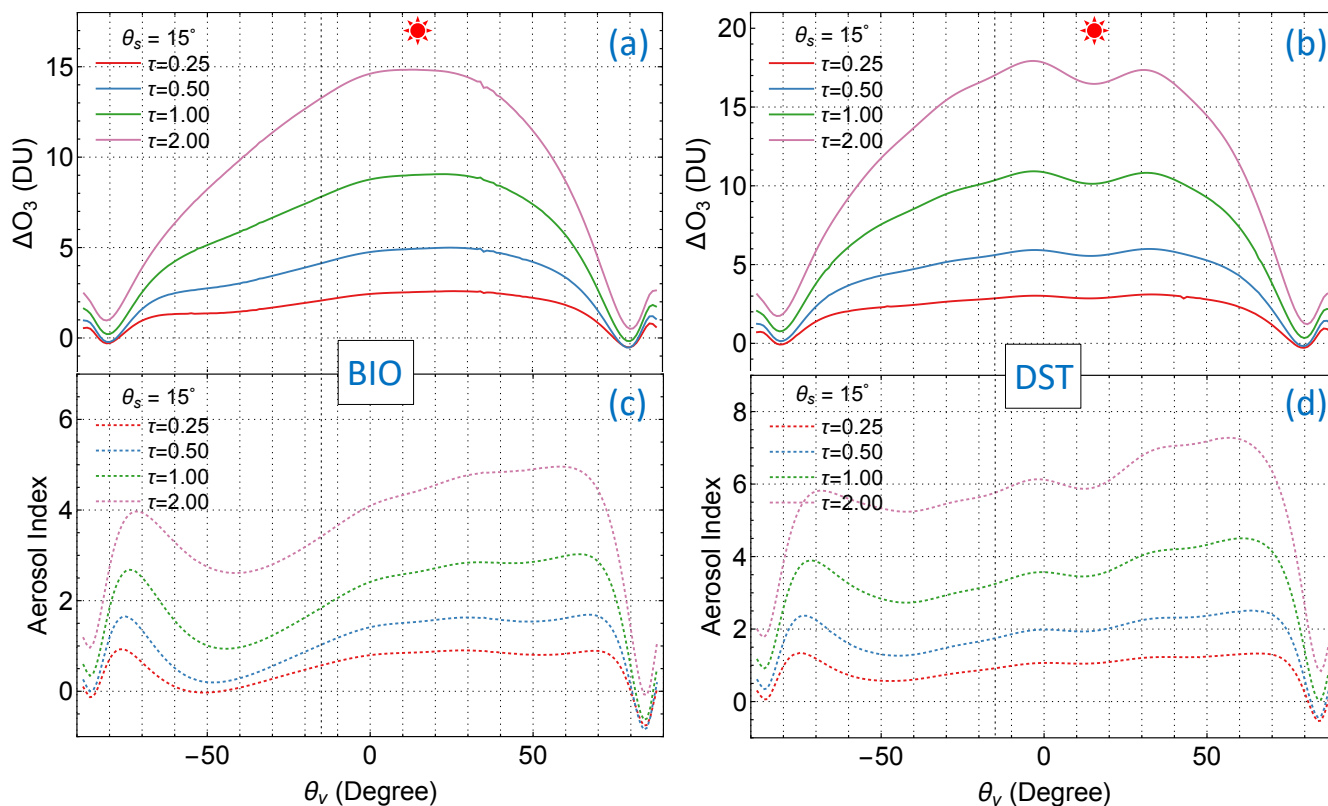 (a)
θs = 15°
τ=0.25
τ=0.50
τ=1.00
τ=2.00
15
10
5
0
ΔO3 (DU)
(b)
θs = 15°
τ=0.25
τ=0.50
τ=1.00
τ=2.00
20
15
10
5
0
ΔO3 (DU)
BIO
DST
(c)
θs = 15°
τ=0.25
τ=0.50
τ=1.00
τ=2.00
6
4
2
0
Aerosol Index
−50 0 50
θv (Degree)
(d)
θs = 15°
τ=0.25
τ=0.50
τ=1.00
τ=2.00
8
6
4
2
0
Aerosol Index
−50 0 50
θv (Degree)